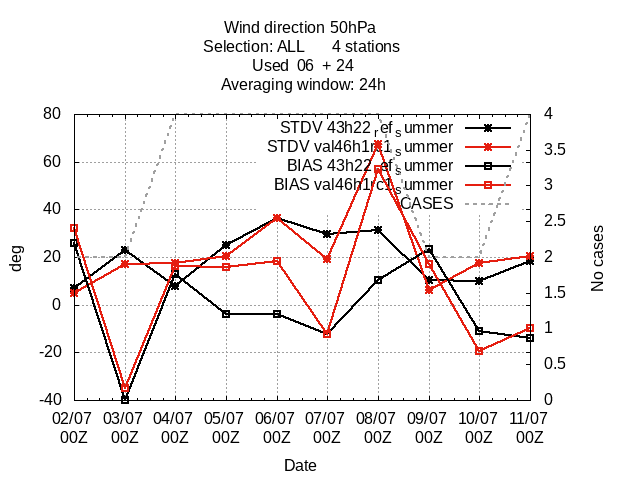 Wind direction 50hPa
Selection: ALL 4 stations
Used 06 + 24
Averaging window: 24h
STDV 43h22_ref_summer
STDV val46h1rc1_summer
BIAS 43h22_ref_summer
BIAS val46h1rc1_summer
CASES
80
60
40
20
0
-20
-40
deg
4
3.5
3
2.5
2
1.5
1
0.5
0
No cases
02/07 03/07 04/07 05/07 06/07 07/07 08/07 09/07 10/07 11/07
00Z 00Z 00Z 00Z 00Z 00Z 00Z 00Z 00Z 00Z
Date